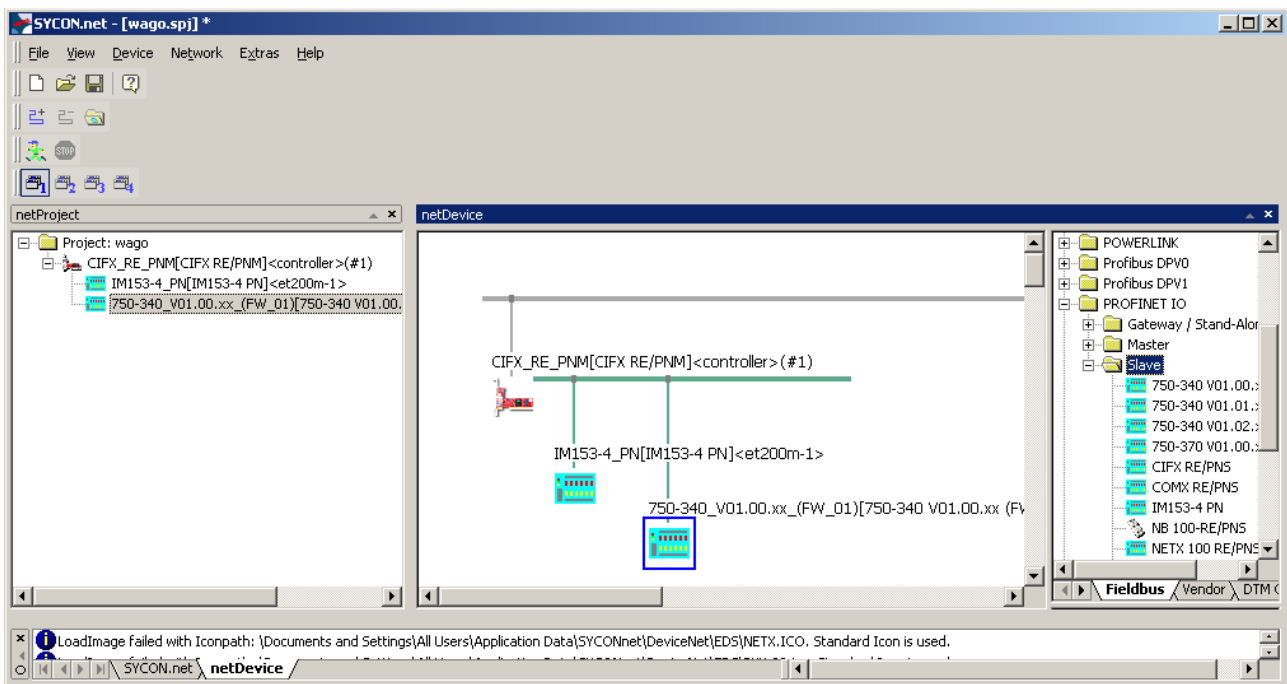 SYCON.net - [wago.spj] *
File View Device Network Extras Help
STOP
1 2 3 4
netProject
Project: wago
CIFX_RE_PNM[CIFX RE/PNM]<controller>(#1)
IM153-4_PN[IM153-4 PN]<et200m-1>
750-340_V01.00.xx_(FW_01)[750-340 V01.00.
netDevice
CIFX_RE_PNM[CIFX RE/PNM]<controller>(#1)
IM153-4_PN[IM153-4 PN]<et200m-1>
750-340_V01.00.xx_(FW_01)[750-340 V01.00.xx (FW
POWERLINK
Profibus DPV0
Profibus DPV1
PROFINET IO
Gateway / Stand-Alor
Master
Slave
750-340 V01.00.
750-340 V01.01.
750-340 V01.02.
750-370 V01.00.
CIFX RE/PNS
COMX RE/PNS
IM153-4 PN
NB 100-RE/PNS
NETX 100 RE/PNS
Fieldbus Vendor DTM
LoadImage failed with Iconpath: \Documents and Settings\All Users\Application Data\SYCONnet\DeviceNet\EDS\NETX.ICO. Standard Icon is used.
SYCON.net netDevice